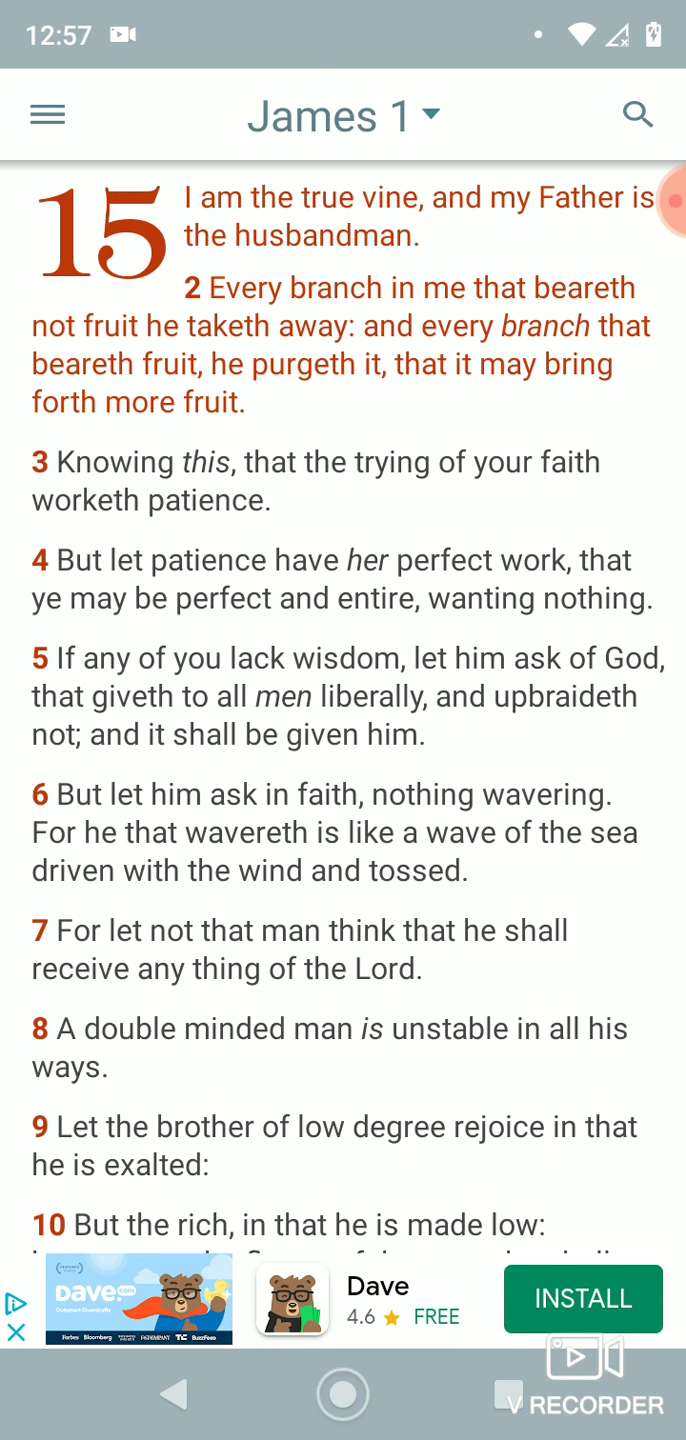 12:57
James 1
15 I am the true vine, and my Father is
the husbandman.
2 Every branch in me that beareth
not fruit he taketh away: and every branch that
beareth fruit, he purgeth it, that it may bring
forth more fruit.
3 Knowing this, that the trying of your faith
worketh patience.
4 But let patience have her perfect work, that
ye may be perfect and entire, wanting nothing.
5 If any of you lack wisdom, let him ask of God,
that giveth to all men liberally, and upbraideth
not; and it shall be given him.
6 But let him ask in faith, nothing wavering.
For he that wavereth is like a wave of the sea
driven with the wind and tossed.
7 For let not that man think that he shall
receive any thing of the Lord.
8 A double minded man is unstable in all his
ways.
9 Let the brother of low degree rejoice in that
he is exalted:
10 But the rich, in that he is made low:
DAVE.com
Forbes Bloomberg FAST COMPANY TC BuzzFeed
Dave
4.6 ★ FREE
INSTALL
V RECORDER